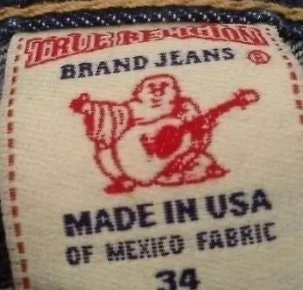 TRUE RELIGION
BRAND JEANS ®
MADE IN USA
OF MEXICO FABRIC
34